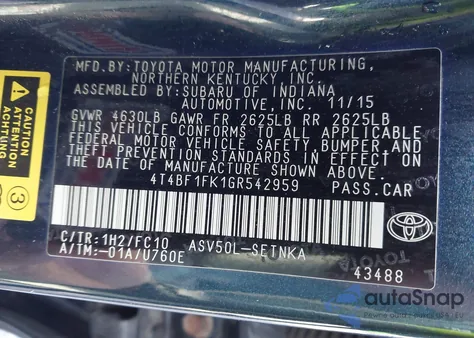 MFD.BY:TOYOTA MOTOR MANUFACTURING,
NORTHERN KENTUCKY,INC.
ASSEMBLED BY:SUBARU OF INDIANA
AUTOMOTIVE,INC. 11/15
GVWR 4630LB GAWR FR 2625LB RR 2625LB
THIS VEHICLE CONFORMS TO ALL APPLICABLE
FEDERAL MOTOR VEHICLE SAFETY,BUMPER,AND
THEFT PREVENTION STANDARDS IN EFFECT ON
THE DATE OF MANUFACTURE SHOWN ABOVE.
4T4BF1FK1GR542959 PASS.CAR
C/TR:1H2/FC10 ASV50L-SETNKA
A/TM:-01A/U760E
43488
TOYOTA
ATTENTION
ACHTUNG
3
autoSnap